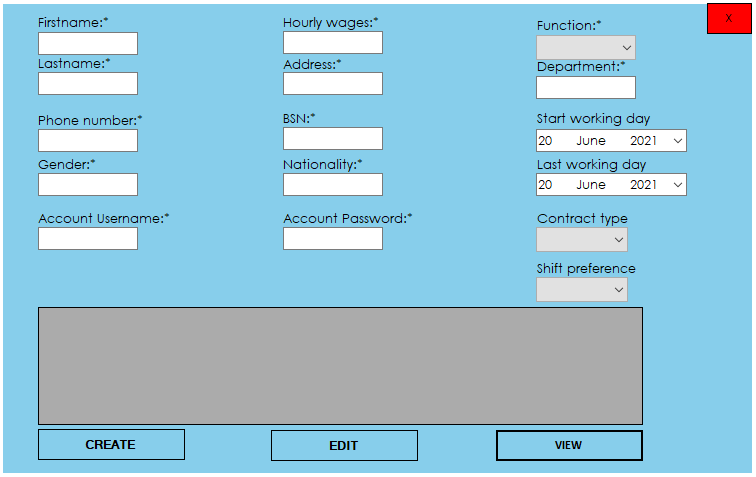 X
Firstname:* Hourly wages:* Function:*
Lastname:* Address:* Department:*
Phone number:* BSN:* Start working day
20 June 2021
Gender:* Nationality:* Last working day
20 June 2021
Account Username:* Account Password:* Contract type
Shift preference
CREATE EDIT VIEW